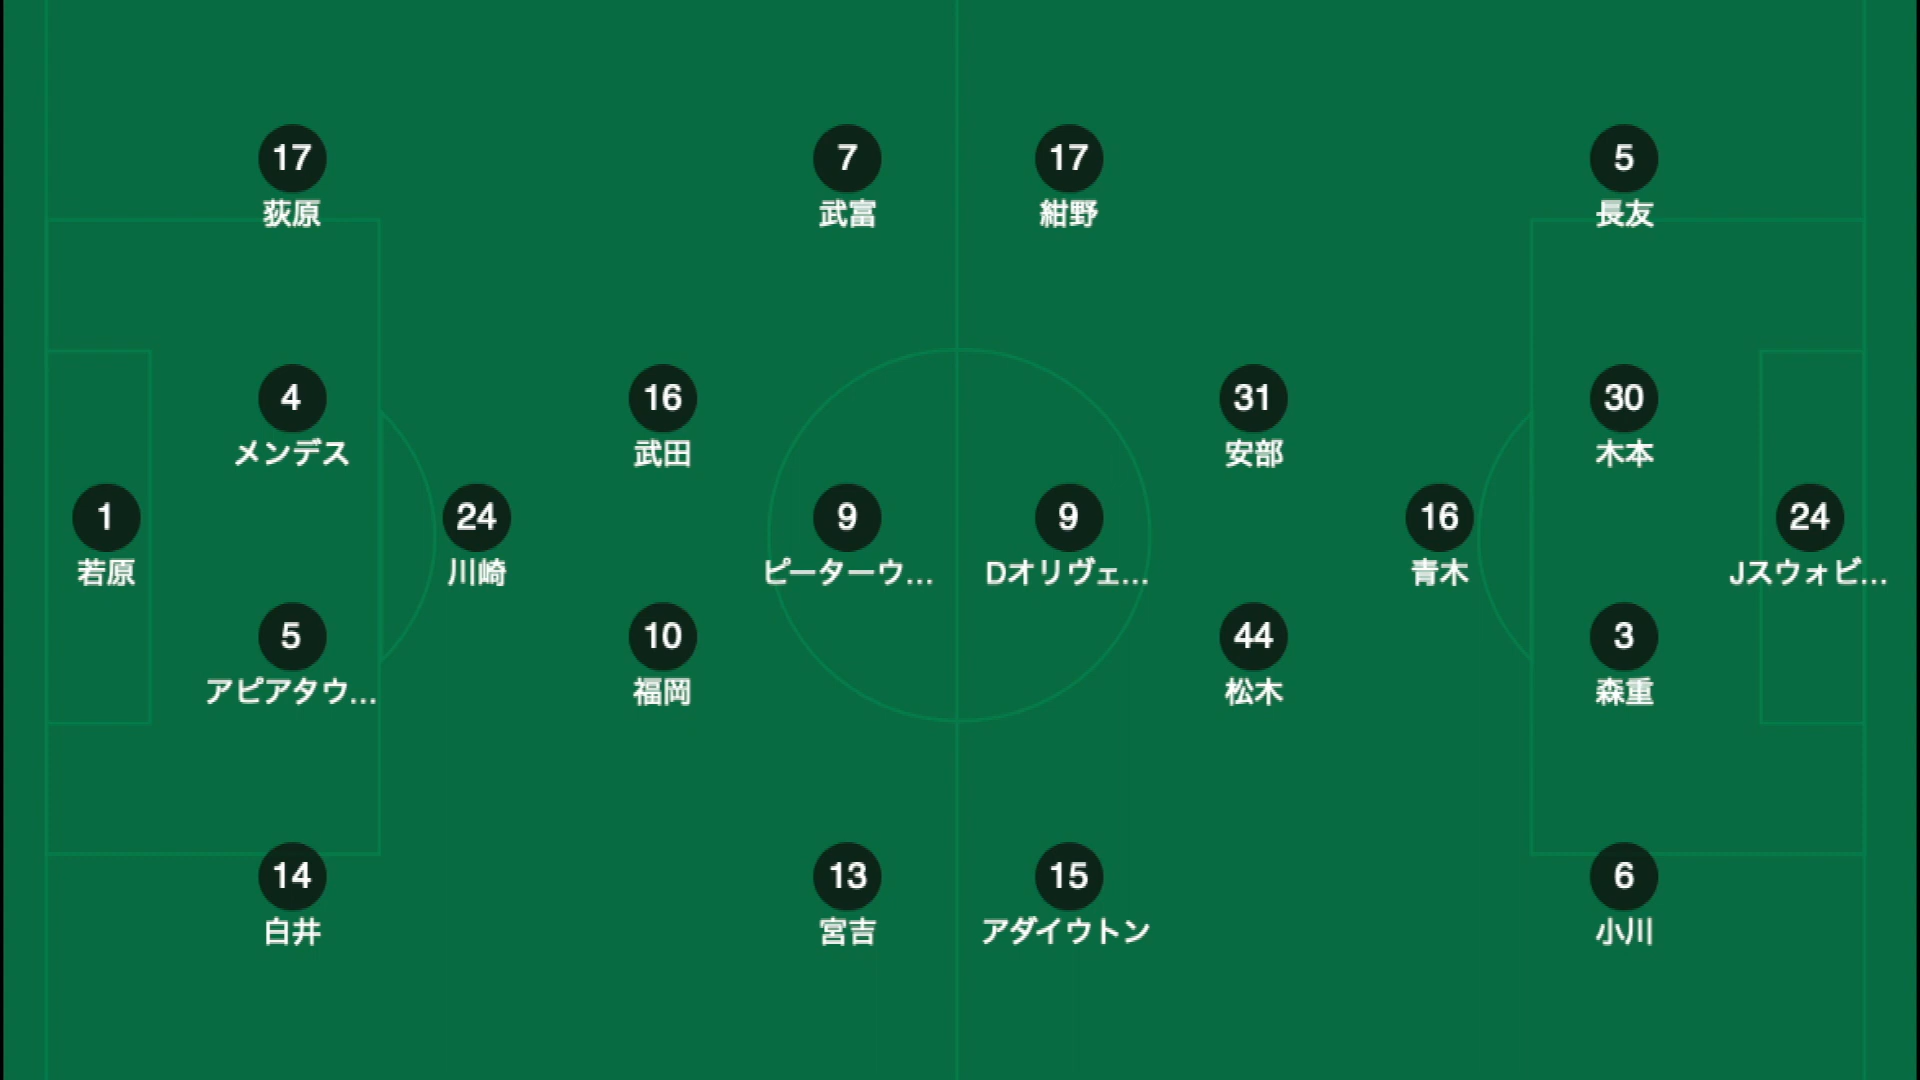 17
荻原
7
武富
17
紺野
5
長友
4
メンデス
16
武田
31
安部
30
木本
1
若原
24
川崎
9
ピーターウ...
9
Dオリヴェ...
16
青木
24
Jスウォビ...
5
アピアタウ...
10
福岡
44
松木
3
森重
14
白井
13
宮吉
15
アダイウトン
6
小川